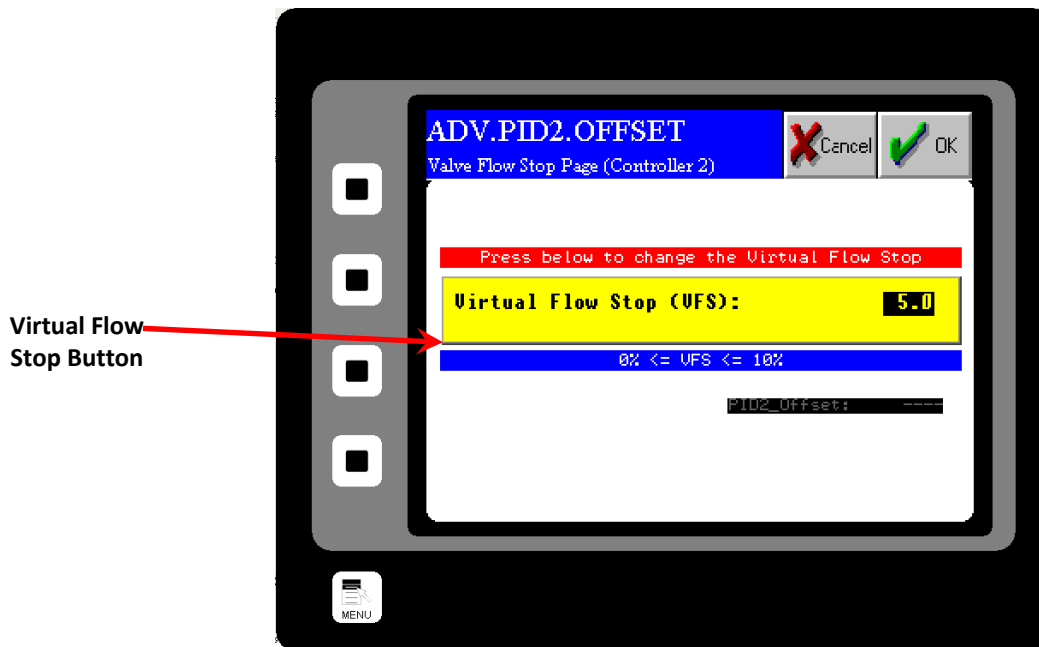 ADV.PID2.OFFSET
Valve Flow Stop Page (Controller 2)
Cancel
OK
Press below to change the Virtual Flow Stop
Virtual Flow Stop (VFS): 5.0
0% <= VFS <= 10%
PID2_Offset: ----
Virtual Flow
Stop Button
MENU